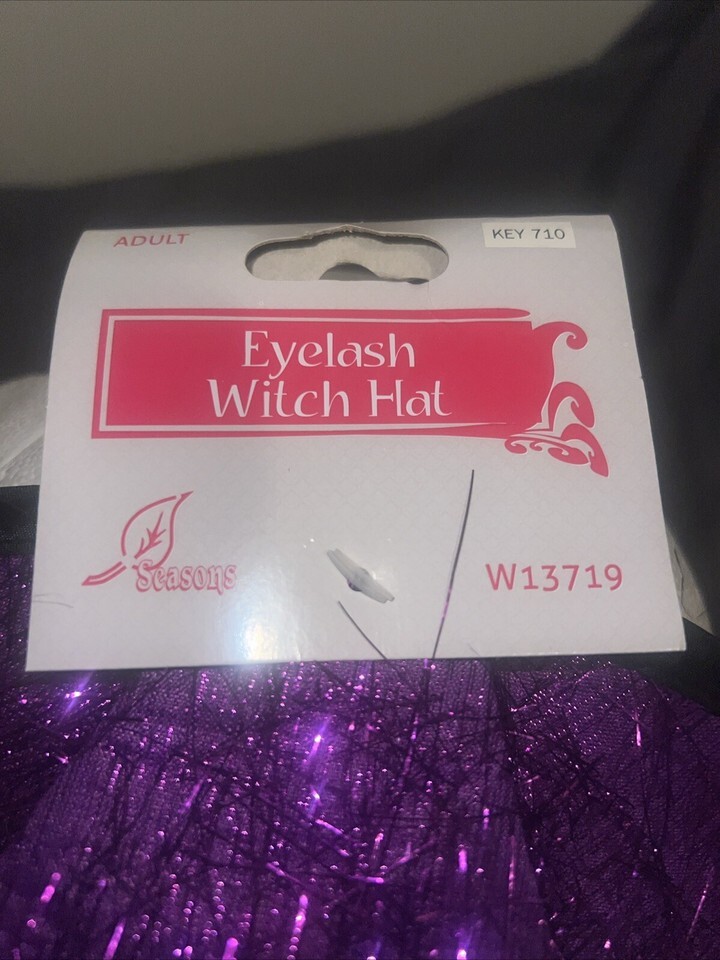 ADULT
KEY 710
Eyelash
Witch Hat
Seasons
W13719